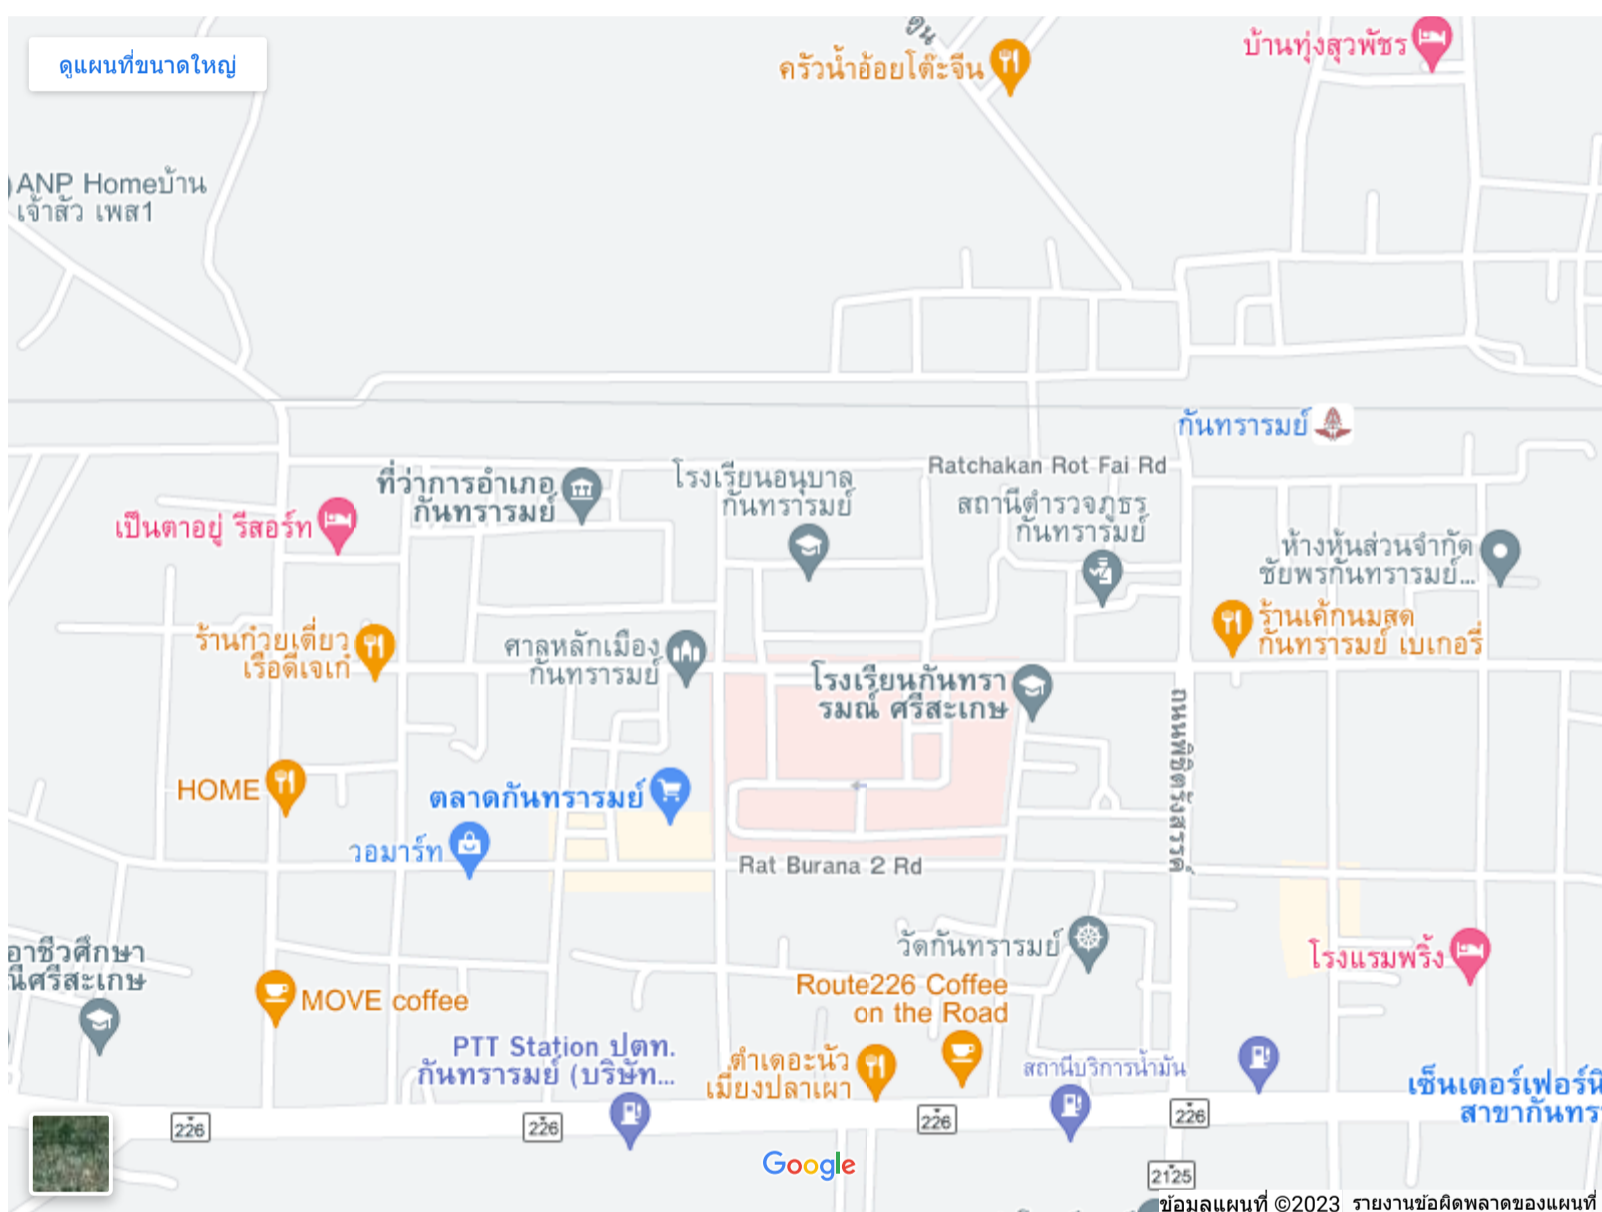 ดูแผนที่ขนาดใหญ่
ครัวน้ำอ้อยโต๊ะจีน
บ้านทุ่งสุวพัชร
ANP Homeบ้าน
เจ้าสัว เพส1
กันทรารมย์
Ratchakan Rot Fai Rd
ที่ว่าการอำเภอ
กันทรารมย์
โรงเรียนอนุบาล
กันทรารมย์
สถานีตำรวจภูธร
กันทรารมย์
เป็นตาอยู่ รีสอร์ท
ห้างหุ้นส่วนจำกัด
ชัยพรกันทรารมย์...
ร้านก๋วยเตี๋ยว
เรือดีเจเก๋
ศาลหลักเมือง
กันทรารมย์
ร้านเค้กนมสด
กันทรารมย์ เบเกอรี่
โรงเรียนกันทรา
รมณ์ ศรีสะเกษ
ถนนพิชิตรังสรรค์
HOME
ตลาดกันทรารมย์
วอมาร์ท
Rat Burana 2 Rd
อาชีวศึกษา
ณีศรีสะเกษ
วัดกันทรารมย์
โรงแรมพริ้ง
MOVE coffee
Route226 Coffee
on the Road
PTT Station ปตท.
กันทรารมย์ (บริษัท...
ตำเดอะนัว
เมี่ยงปลาเผา
สถานีบริการน้ำมัน
เซ็นเตอร์เฟอร์นิ
สาขากันทร
226
226
226
226
2125
Google
ข้อมูลแผนที่ ©2023
รายงานข้อผิดพลาดของแผนที่